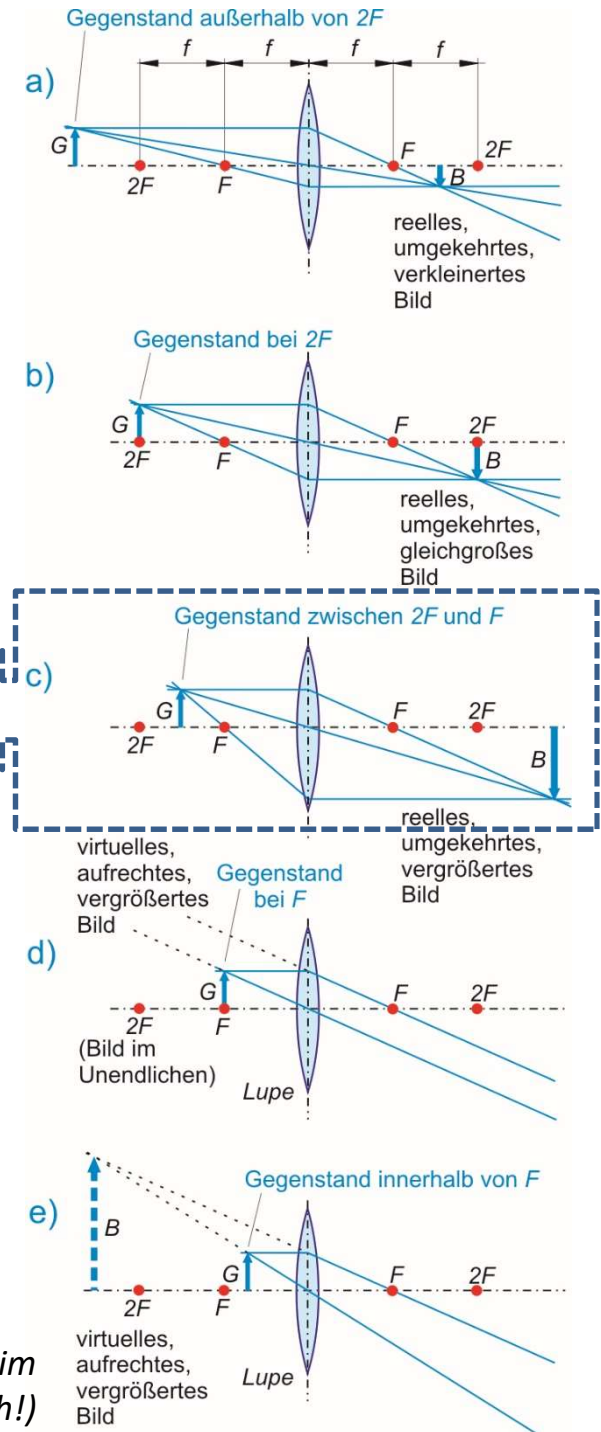 Gegenstand außerhalb von 2F
f f f f
a)
G
2F F F 2F
B
reelles,
umgekehrtes,
verkleinertes
Bild
Gegenstand bei 2F
b)
G
2F F F 2F
B
reelles,
umgekehrtes,
gleichgroßes
Bild
Gegenstand zwischen 2F und F
c)
G
2F F F 2F
B
reelles,
umgekehrtes,
vergrößertes
Bild
virtuelles,
aufrechtes,
vergrößertes
Bild
Gegenstand
bei F
d)
G
2F F F 2F
(Bild im
Unendlichen)
Lupe
Gegenstand innerhalb von F
e)
B
G
2F F F 2F
virtuelles,
aufrechtes,
vergrößertes
Bild
Lupe
im
h!)